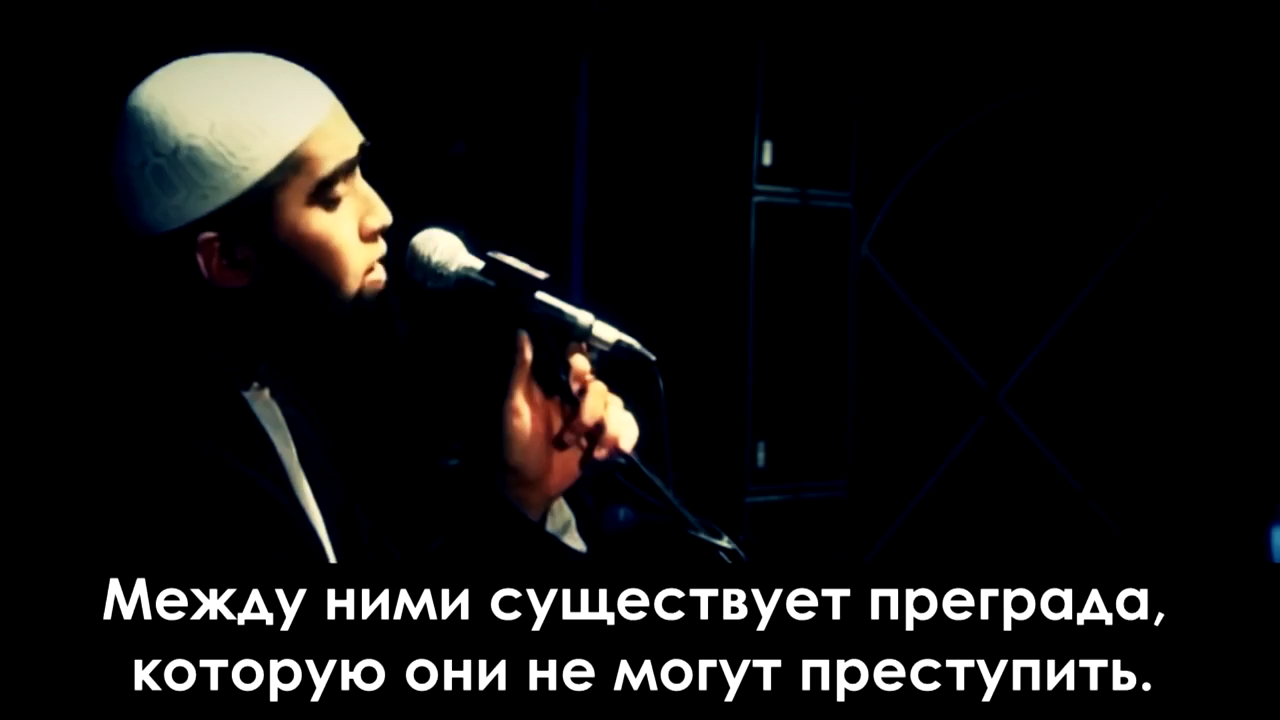 Между ними существует преграда,
которую они не могут преступить.